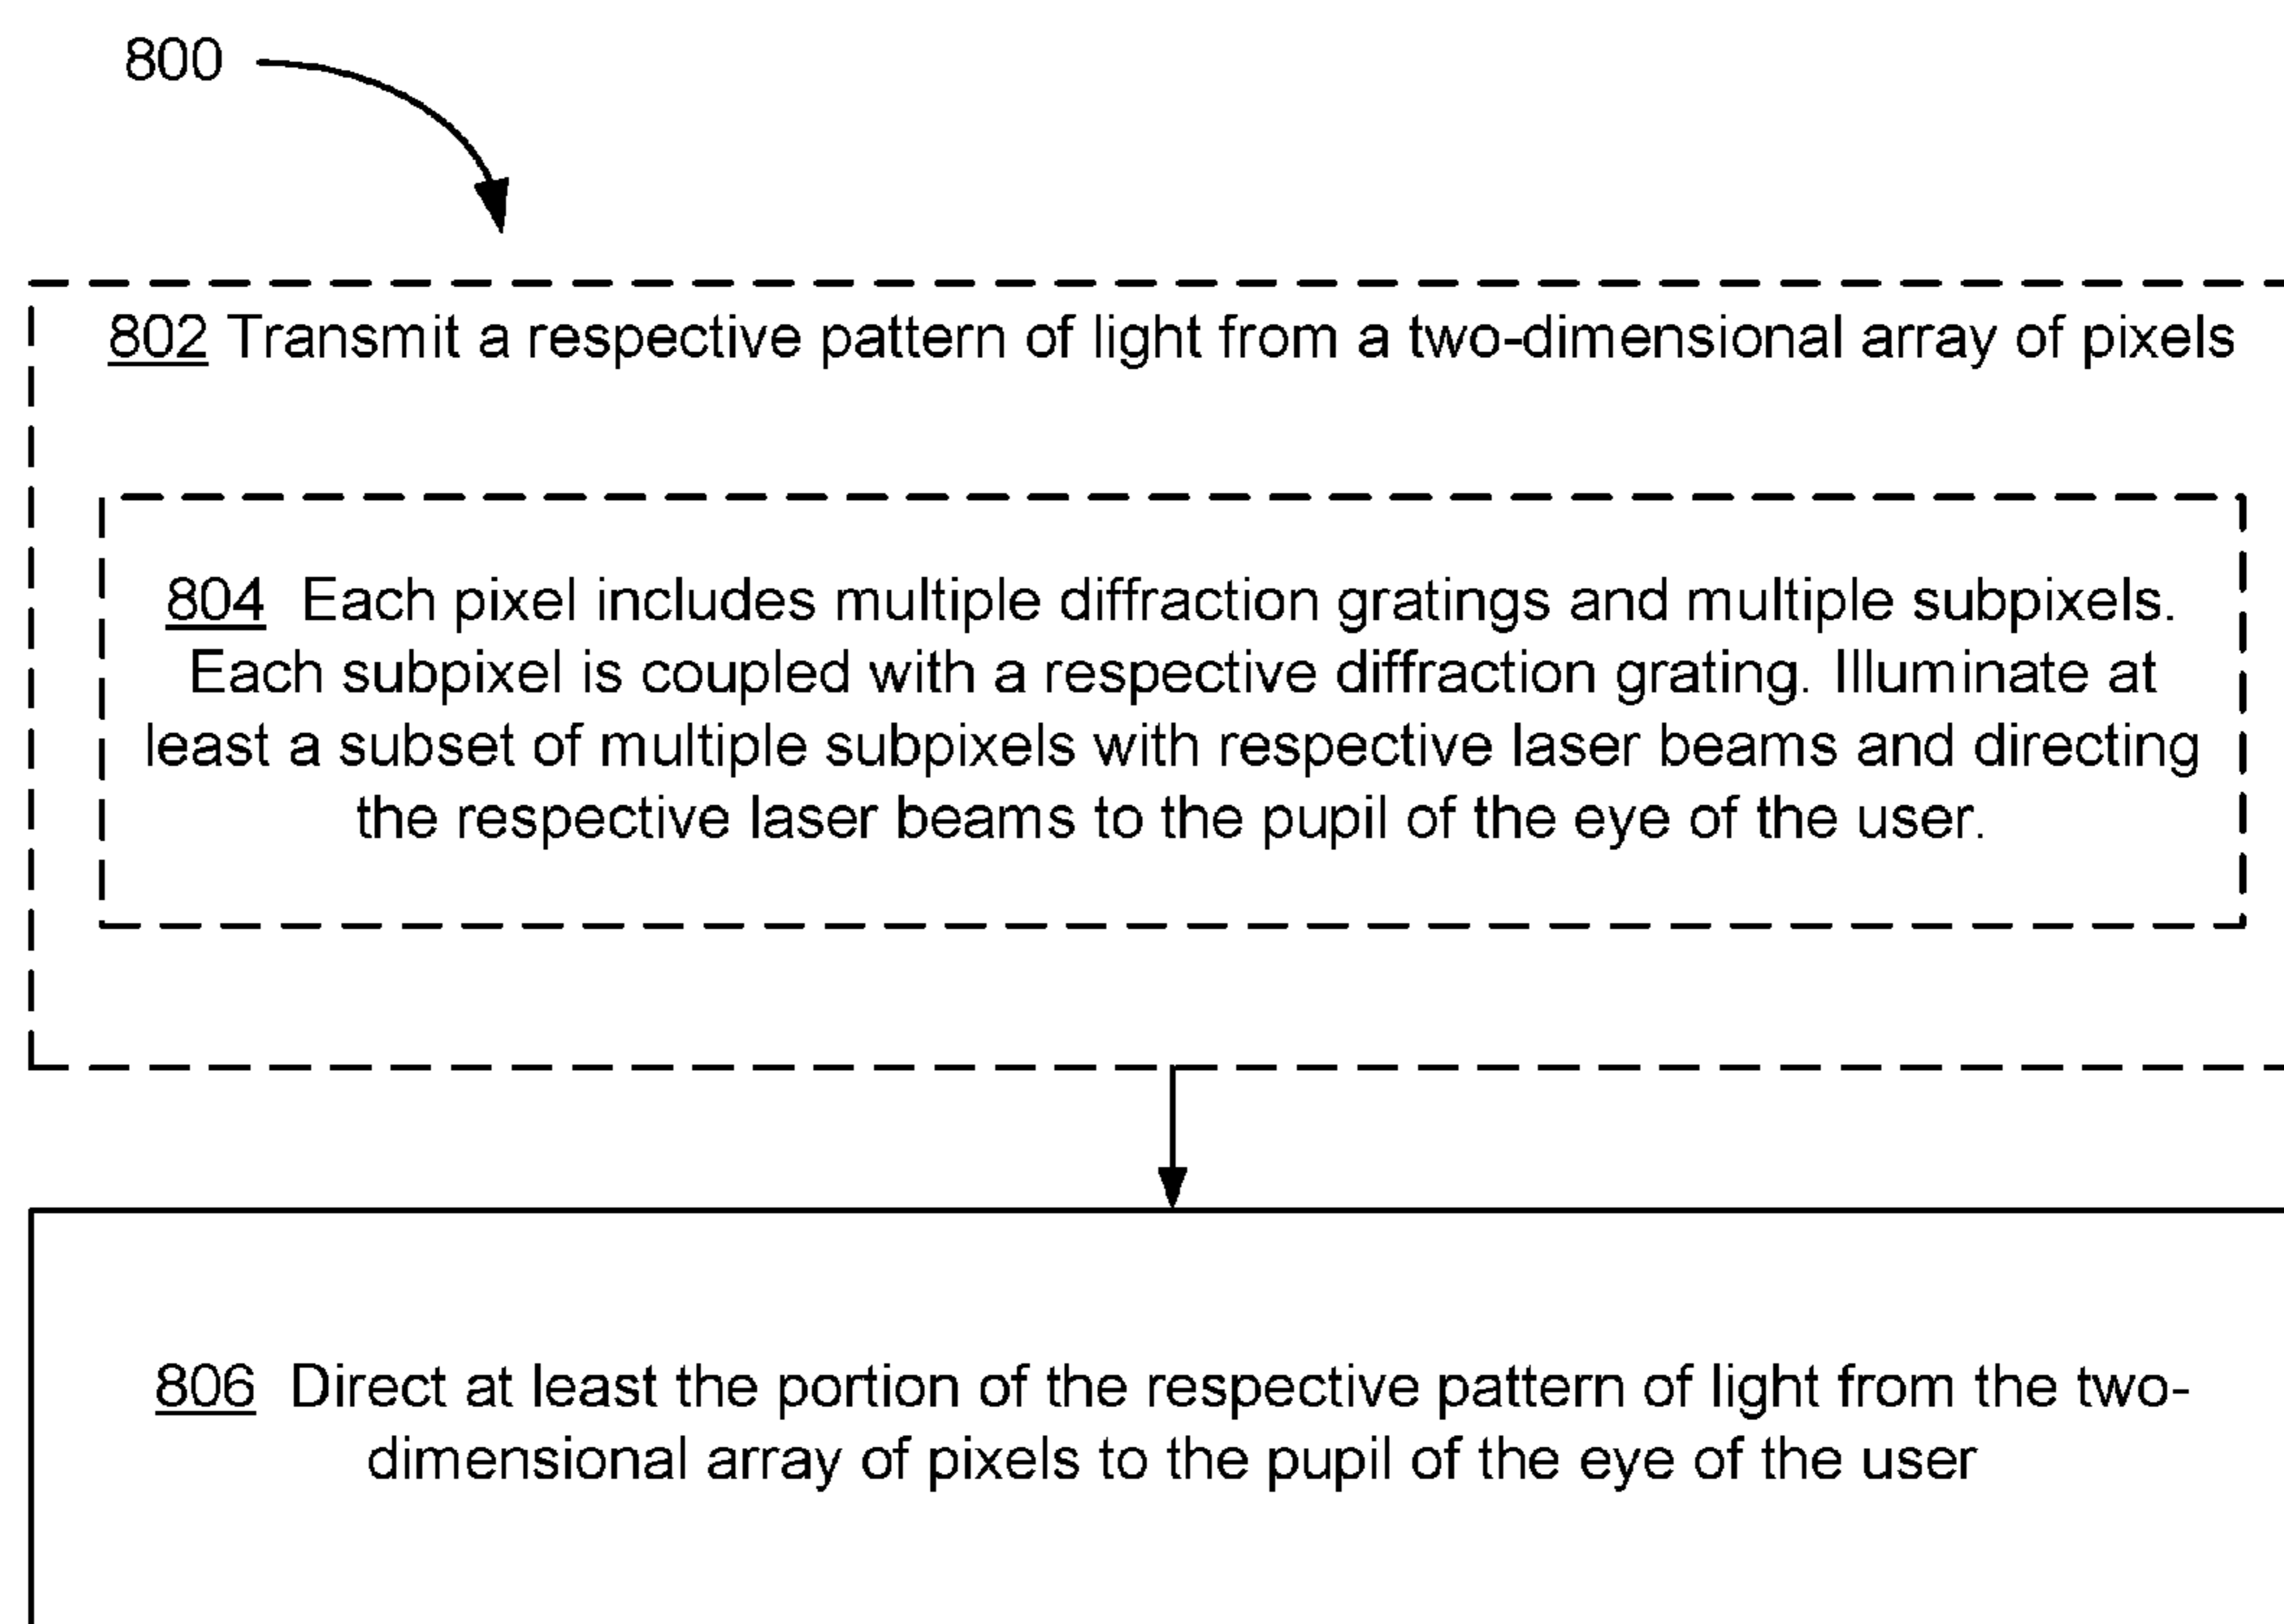 800
802 Transmit a respective pattern of light from a two-dimensional array of pixels
804 Each pixel includes multiple diffraction gratings and multiple subpixels.
Each subpixel is coupled with a respective diffraction grating. Illuminate at
least a subset of multiple subpixels with respective laser beams and directing
the respective laser beams to the pupil of the eye of the user.
806 Direct at least the portion of the respective pattern of light from the two-
dimensional array of pixels to the pupil of the eye of the user